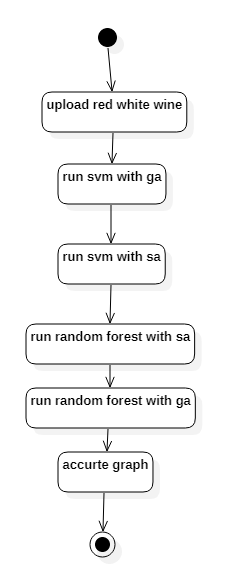 upload red white wine
run svm with ga
run svm with sa
run random forest with sa
run random forest with ga
accurte graph